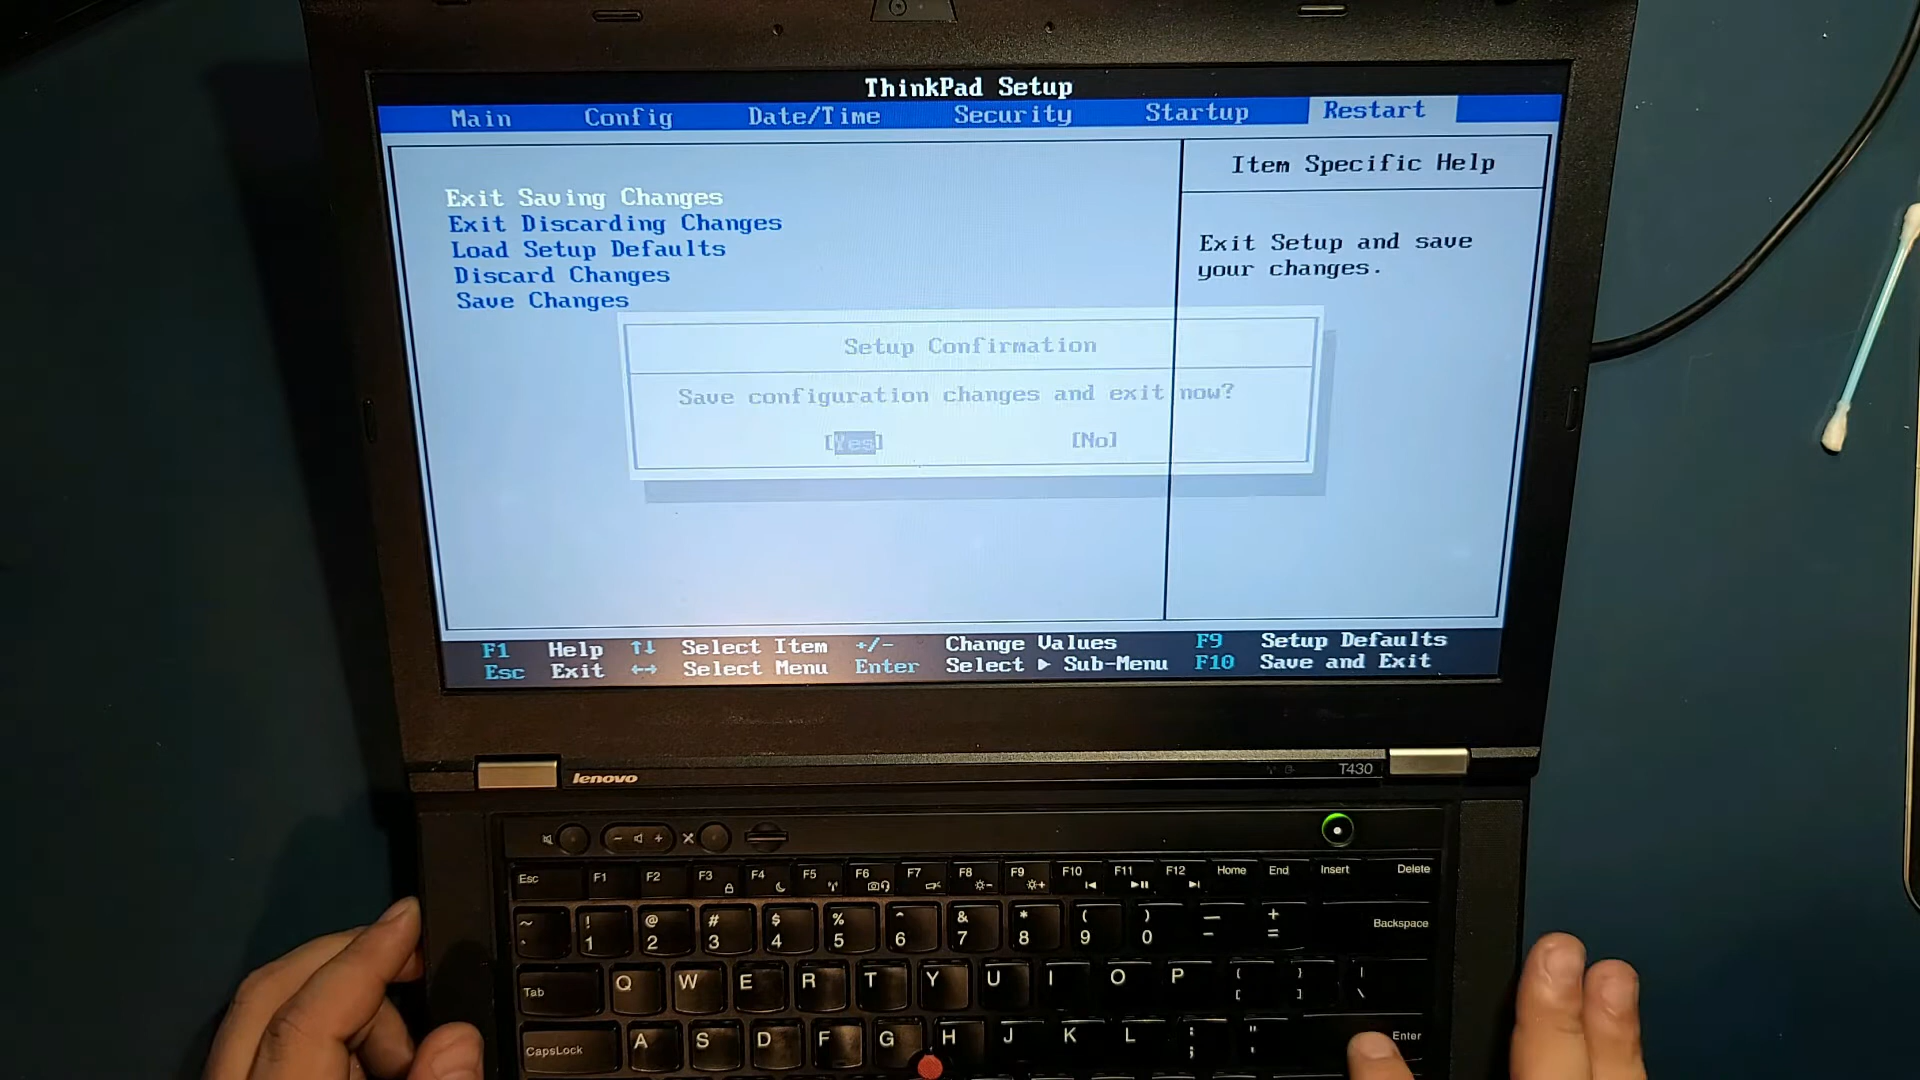 ThinkPad Setup
Main Config Date/Time Security Startup Restart
Item Specific Help
Exit Saving Changes
Exit Discarding Changes
Load Setup Defaults
Discard Changes
Save Changes
Exit Setup and save
your changes.
Setup Confirmation
Save configuration changes and exit now?
[Yes] [No]
F1 Help ↑↓ Select Item +/- Change Values F9 Setup Defaults
Esc Exit ←→ Select Menu Enter Select ▶ Sub-Menu F10 Save and Exit
lenovo T430
- +
Esc F1 F2 F3 F4 F5 F6 F7 F8 F9 F10 F11 F12 Home End Insert Delete
~ ! @ # $ % ^ & * ( ) — +
` 1 2 3 4 5 6 7 8 9 0 - = Backspace
Tab Q W E R T Y U I O P { [ } ] | \
CapsLock A S D F G H J K L : ; " ' Enter